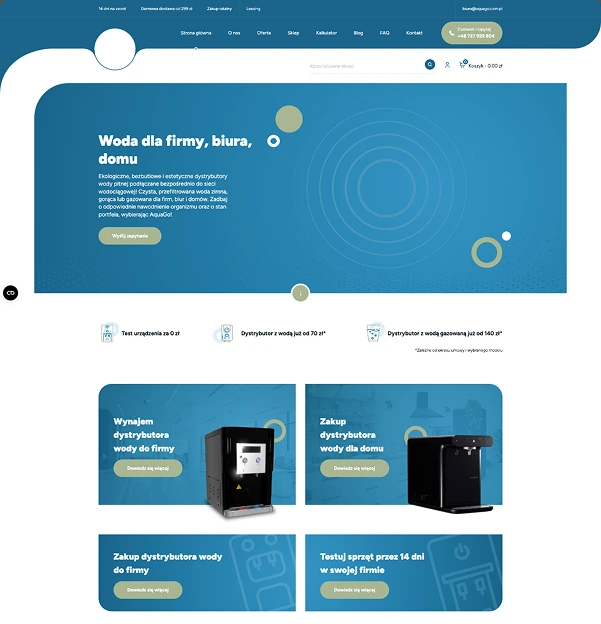 14 dni na zwrot Darmowa dostawa od 299 zł Zakup ratalny Leasing biuro@aquago.com.pl
Strona główna O nas Oferta Sklep Kalkulator Blog FAQ Kontakt
Zadzwoń i zapytaj
+48 727 929 804
Wpisz szukane słowo Koszyk - 0.00 zł
Woda dla firmy, biura,
domu
Ekologiczne, bezbutlowe i estetyczne dystrybutory
wody pitnej podłączane bezpośrednio do sieci
wodociągowej! Czysta, przefiltrowana woda zimna,
gorąca lub gazowana dla firm, biur i domów. Zadbaj
o odpowiednie nawodnienie organizmu oraz o stan
portfela, wybierając AquaGo!
Wyślij zapytanie
Test urządzenia za 0 zł
Dystrybutor z wodą już od 70 zł*
Dystrybutor z wodą gazowaną już od 140 zł*
*Zależne od okresu umowy i wybranego modelu
Wynajem
dystrybutora
wody do firmy
Dowiedz się więcej
Zakup
dystrybutora
wody dla domu
Dowiedz się więcej
Zakup dystrybutora wody
do firmy
Dowiedz się więcej
Testuj sprzęt przez 14 dni
w swojej firmie
Dowiedz się więcej